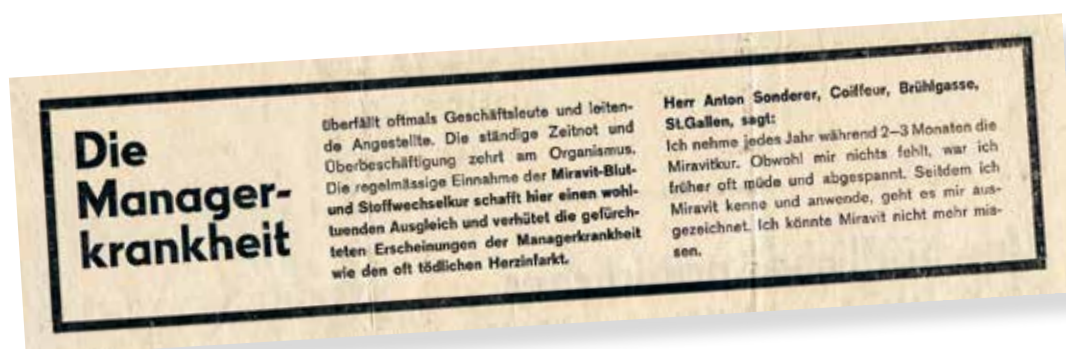 Die
Manager-
krankheit
überfällt oftmals Geschäftsleute und leiten-
de Angestellte. Die ständige Zeitnot und
Überbeschäftigung zehrt am Organismus.
Die regelmässige Einnahme der Miravit-Blut-
und Stoffwechselkur schafft hier einen wohl-
tuenden Ausgleich und verhütet die gefürch-
teten Erscheinungen der Managerkrankheit
wie den oft tödlichen Herzinfarkt.
Herr Anton Sonderer, Coiffeur, Brühlgasse,
St.Gallen, sagt:
Ich nehme jedes Jahr während 2–3 Monaten die
Miravitkur. Obwohl mir nichts fehlt, war ich
früher oft müde und abgespannt. Seitdem ich
Miravit kenne und anwende, geht es mir aus-
gezeichnet. Ich könnte Miravit nicht mehr mis-
sen.